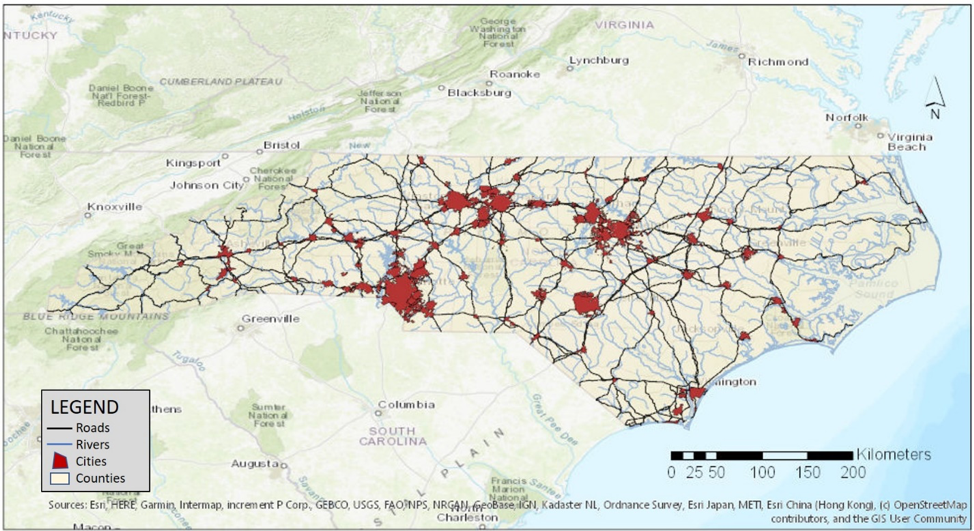 Kentucky
NTUCKY
George
Washington
National
Forest
VIRGINIA
James
Richmond
Lynchburg
Roanoke
Blacksburg
CUMBERLAND PLATEAU
Daniel Boone
Nat'l Forest-
Redbird P
Jefferson
National
Forest
N
Holston
Daniel Boone
National
Forest
Norfolk
Virginia
Beach
Bristol
New
Kingsport
Johnson City
Cherokee
National
Forest
Knoxville
Great
Smoky M
Pamlico
Sound
BLUE RIDGE MOUNTAINS
Chattahoochee
National
Forest
Greenville
Tugaloo
mington
LEGEND
Roads
Rivers
Cities
Counties
thens
Sumter
National
Forest
Columbia
SOUTH
CAROLINA
Great Pee Dee
Augusta
PLAIN
Kilometers
0 25 50 100 150 200
Francis
Marion
National
Santee
Sources: Esri, HERE, Garmin, Intermap, increment P Corp., GEBCO, USGS, FAO, NPS, NRCAN, GeoBase, IGN, Kadaster NL, Ordnance Survey, Esri Japan, METI, Esri China (Hong Kong), (c) OpenStreetMap
contributors, and the GIS User Community
Charleston
Macon